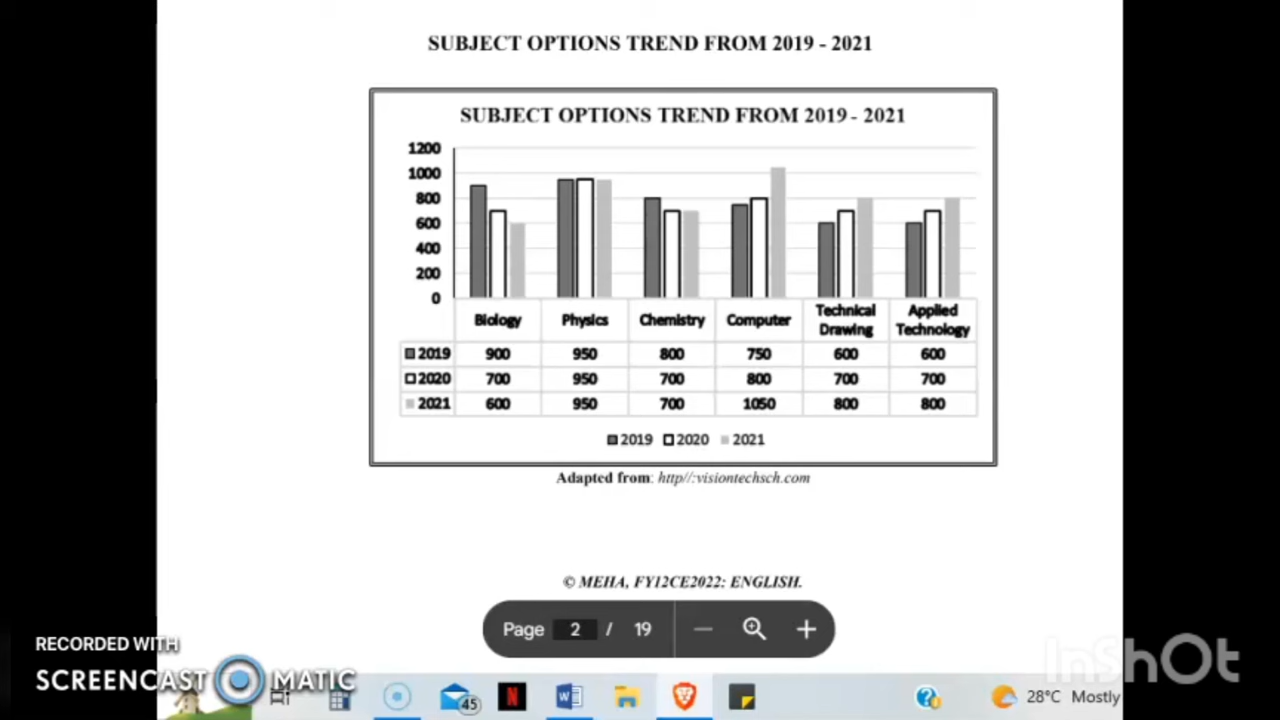 SUBJECT OPTIONS TREND FROM 2019 - 2021
SUBJECT OPTIONS TREND FROM 2019 - 2021
1200
1000
800
600
400
200
0
Biology Physics Chemistry Computer Technical Drawing Applied Technology
2019 900 950 800 750 600 600
2020 700 950 700 800 700 700
2021 600 950 700 1050 800 800
2019 2020 2021
Adapted from: http//:visiontechsch.com
© MEHA, FY12CE2022: ENGLISH.
Page 2 / 19
RECORDED WITH
SCREENCAST MATIC
InShOt
45
N
W
28°C Mostly